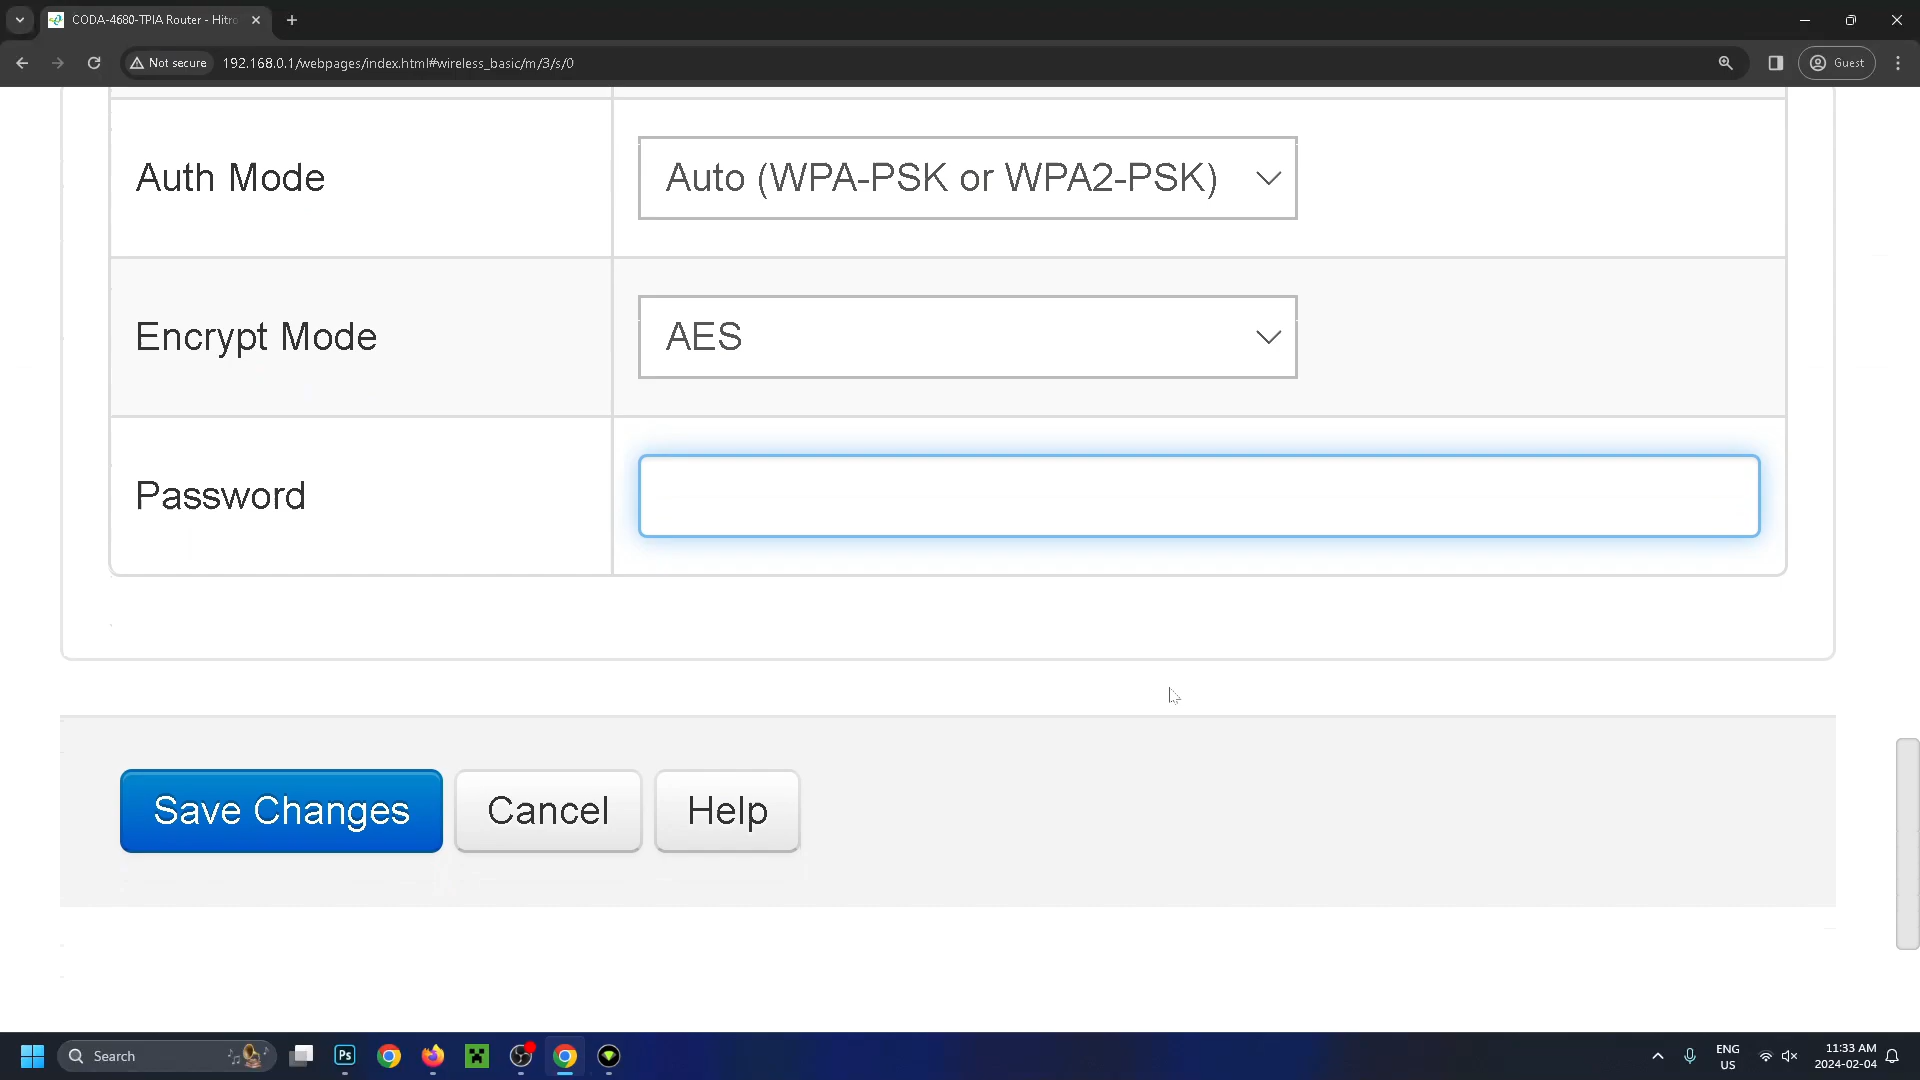 CODA-4680-TPIA Router - Hitro
Not secure
192.168.0.1/webpages/index.html#wireless_basic/m/3/s/0
Guest
Auth Mode
Auto (WPA-PSK or WPA2-PSK)
Encrypt Mode
AES
Password
Save Changes
Cancel
Help
Search
Ps
ENG
US
11:33 AM
2024-02-04